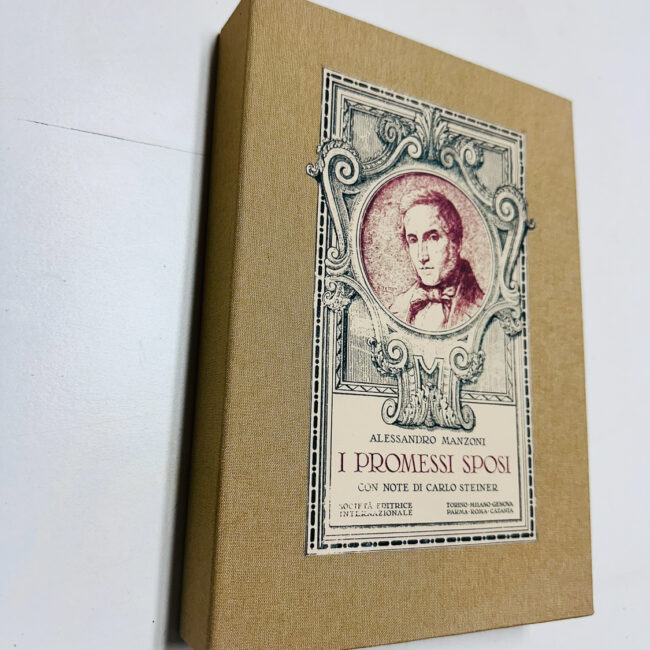 M
ALESSANDRO MANZONI
I PROMESSI SPOSI
CON NOTE DI CARLO STEINER
SOCIETÀ EDITRICE
INTERNAZIONALE
TORINO·MILANO·GENOVA
PARMA·ROMA·CATANIA